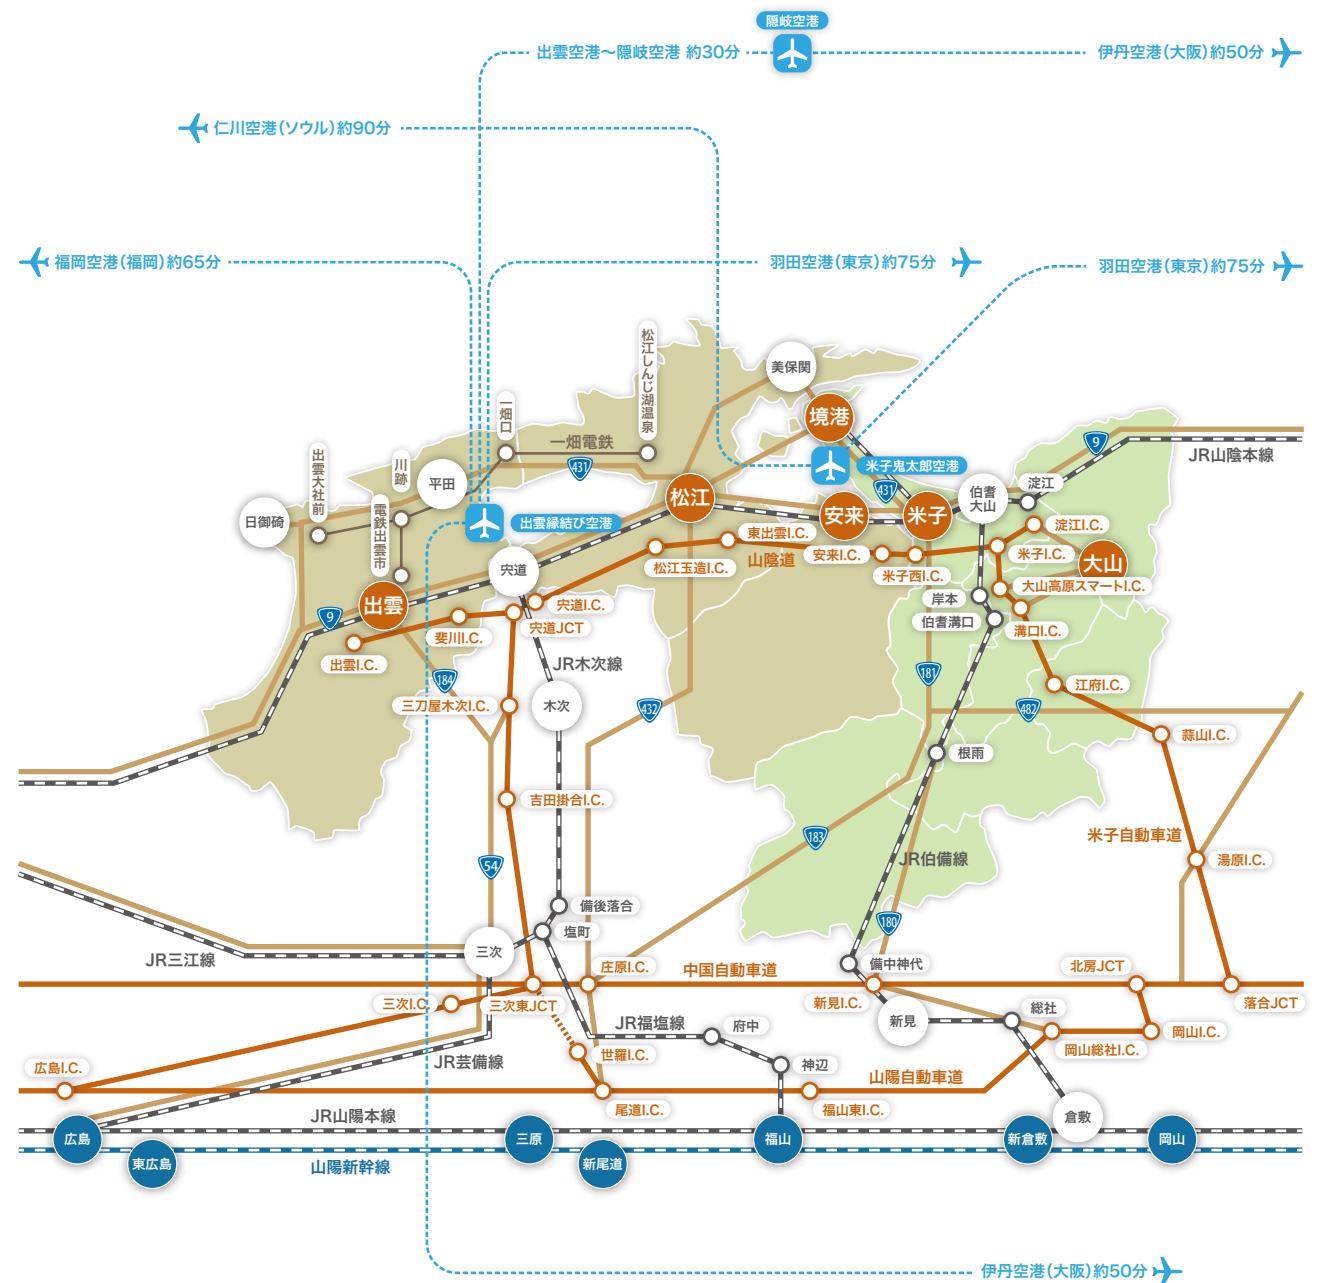 隠岐空港
出雲空港～隠岐空港 約30分
伊丹空港(大阪)約50分
仁川空港(ソウル)約90分
福岡空港(福岡)約65分
羽田空港(東京)約75分
羽田空港(東京)約75分
松江しんじ湖温泉
美保関
一畑口
境港
一畑電鉄
431
9
JR山陰本線
出雲大社前
川跡
平田
米子鬼太郎空港
431
伯耆
大山
淀江
電鉄出雲市
松江
安来
米子
日御碕
出雲縁結び空港
東出雲I.C.
淀江I.C.
山陰道
安来I.C.
米子I.C.
大山
宍道
松江玉造I.C.
米子西I.C.
大山高原スマートI.C.
岸本
出雲
宍道I.C.
9
伯耆溝口
宍道JCT
斐川I.C.
溝口I.C.
出雲I.C.
JR木次線
184
181
江府I.C.
三刀屋木次I.C.
木次
432
482
蒜山I.C.
根雨
吉田掛合I.C.
183
米子自動車道
54
JR伯備線
湯原I.C.
備後落合
180
塩町
三次
JR三江線
庄原I.C.
中国自動車道
備中神代
北房JCT
三次I.C.
三次東JCT
新見I.C.
落合JCT
総社
新見
JR福塩線
府中
岡山I.C.
岡山総社I.C.
世羅I.C.
JR芸備線
広島I.C.
神辺
山陽自動車道
尾道I.C.
福山東I.C.
JR山陽本線
倉敷
広島
三原
福山
新倉敷
岡山
東広島
山陽新幹線
新尾道
伊丹空港(大阪)約50分